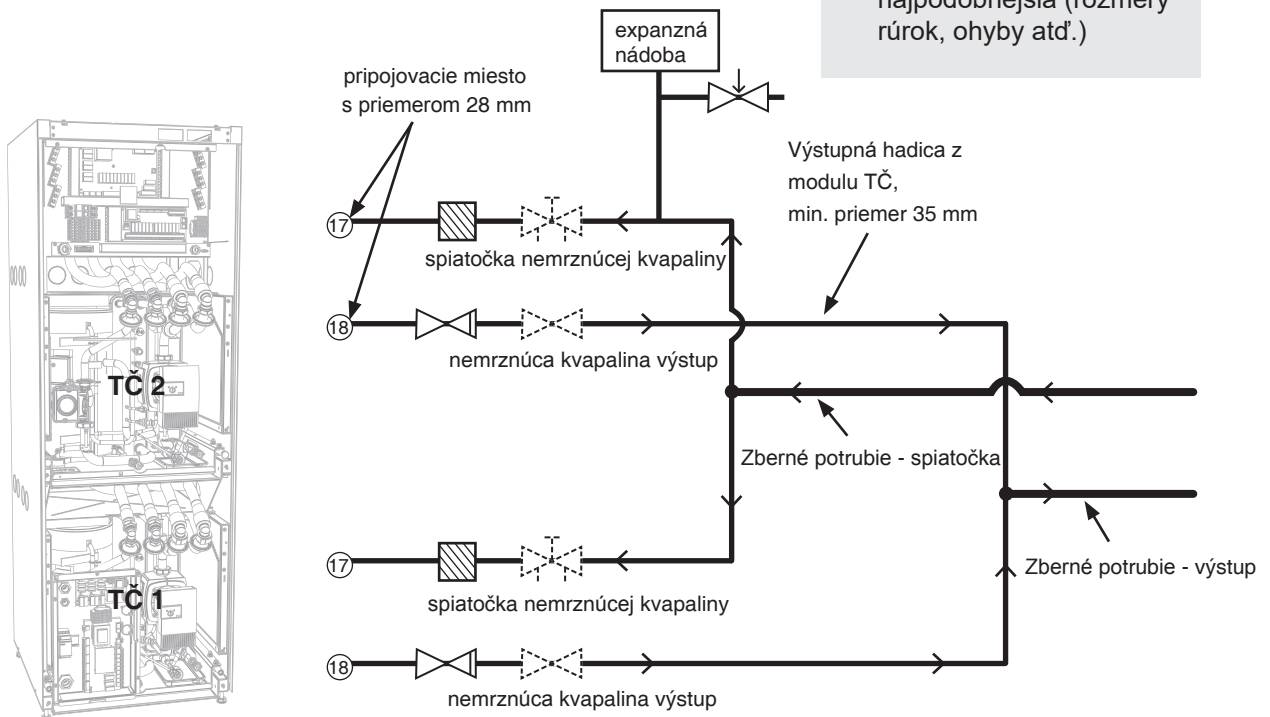 najpodobnejšia (rozmery
rúrok, ohyby atď.)
expanzná
nádoba
pripojovacie miesto
s priemerom 28 mm
Výstupná hadica z
modulu TČ,
min. priemer 35 mm
17
spiatočka nemrznúcej kvapaliny
18
nemrznúca kvapalina výstup
TČ 2
Zberné potrubie - spiatočka
17
Zberné potrubie - výstup
spiatočka nemrznúcej kvapaliny
TČ 1
18
nemrznúca kvapalina výstup